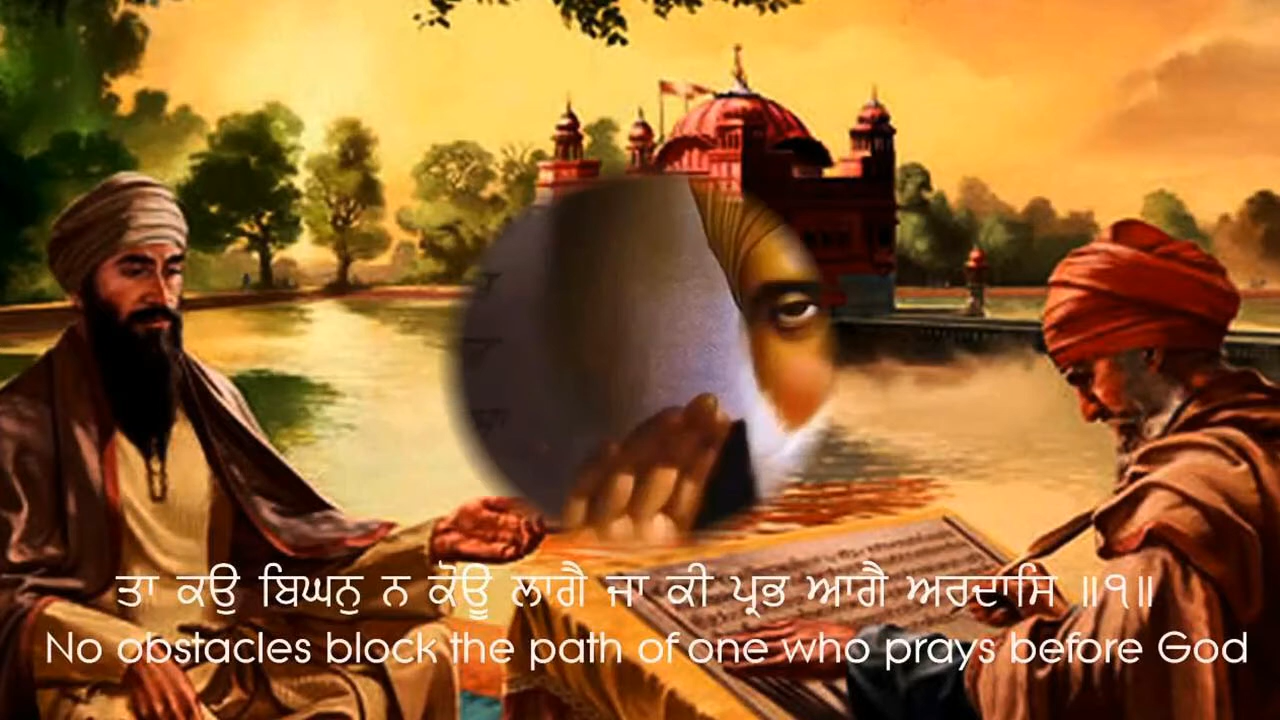 ਤਾ ਕਉ ਬਿਘਨੁ ਨ ਕੋਊ ਲਾਗੈ ਜਾ ਕੀ ਪ੍ਰਭ ਆਗੈ ਅਰਦਾਸਿ ॥੧॥
No obstacles block the path of one who prays before God